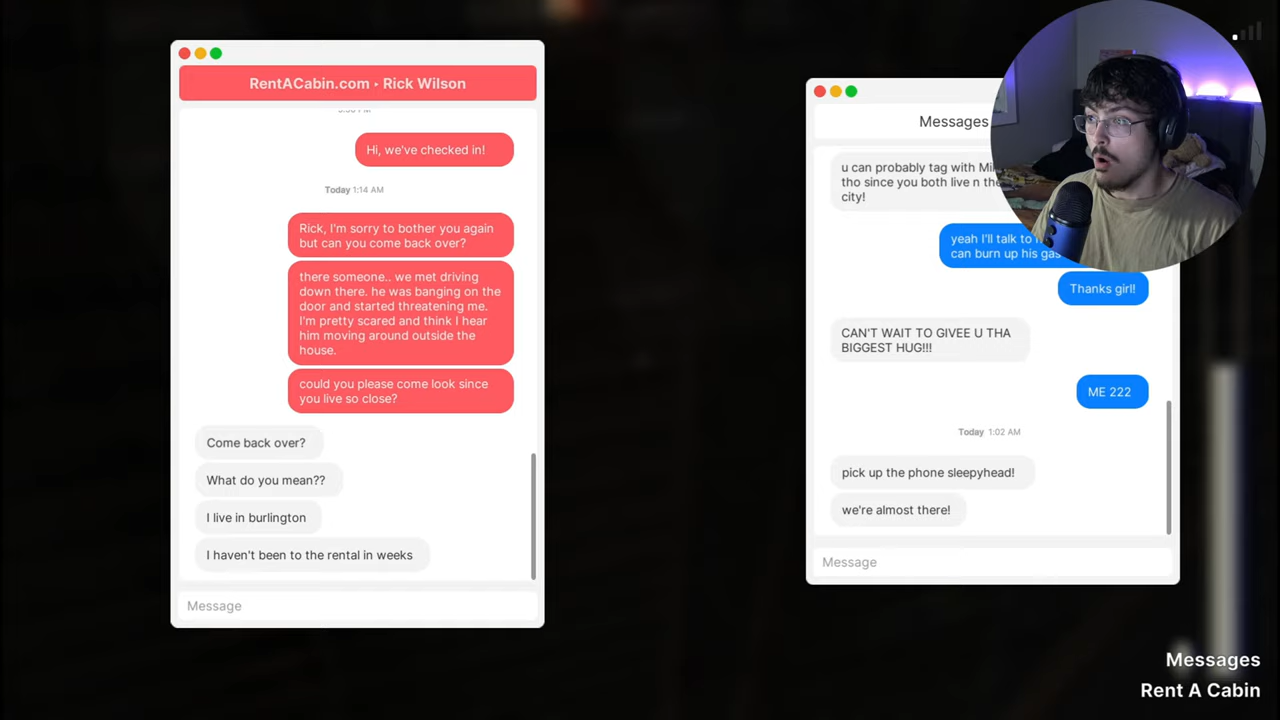 RentACabin.com • Rick Wilson
Hi, we've checked in!
Today 1:14 AM
Rick, I'm sorry to bother you again
but can you come back over?
there someone.. we met driving
down there. he was banging on the
door and started threatening me.
I'm pretty scared and think I hear
him moving around outside the
house.
could you please come look since
you live so close?
Come back over?
What do you mean??
I live in burlington
I haven't been to the rental in weeks
Message
Messages
u can probably tag with
tho since you both live n
city!
yeah I'll talk to
can burn up his
Thanks girl!
CAN'T WAIT TO GIVEE U THA
BIGGEST HUG!!!
ME 222
Today 1:02 AM
pick up the phone sleepyhead!
we're almost there!
Message
Messages
Rent A Cabin